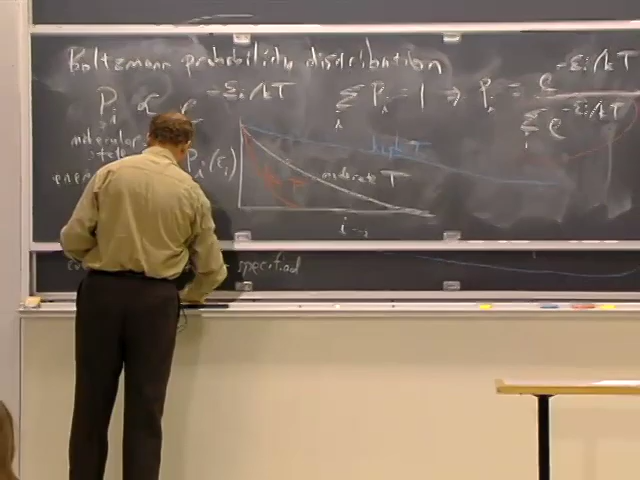 Boltzmann probability distribution
P_i ∝ e^{-ε_i/kT}
Σ_i P_i = 1 ⇒ P_i = e^{-ε_i/kT} / Σ_i e^{-ε_i/kT}
molecular
state
P_i(ε_i)
high T
moderate T
i →
specified